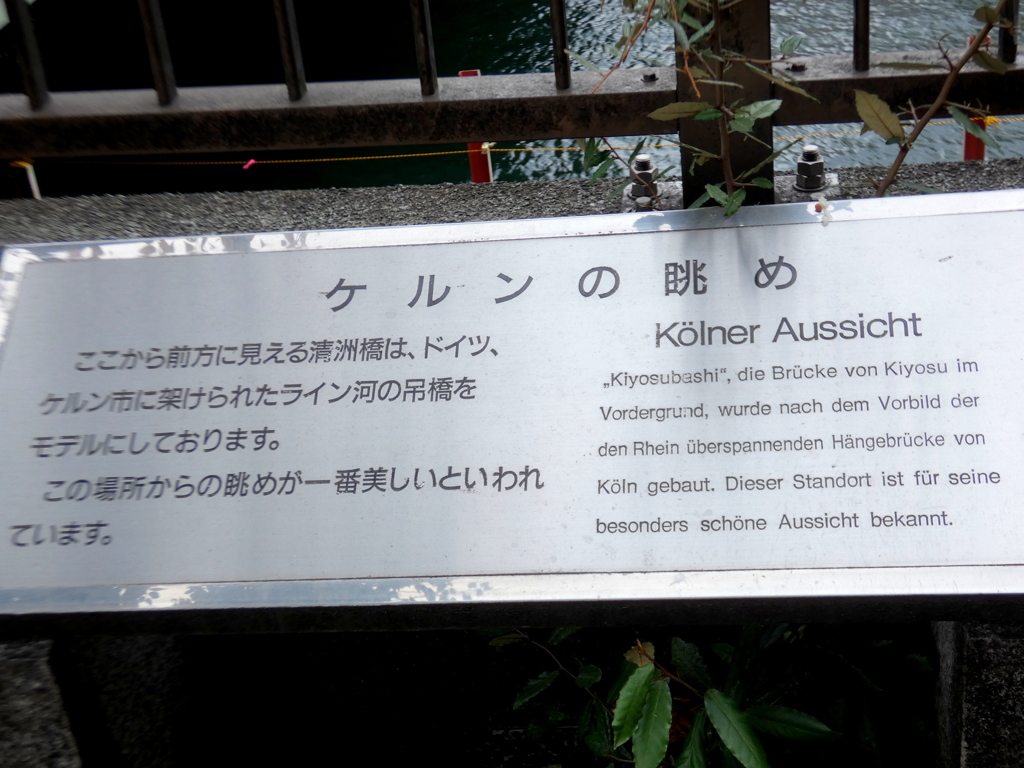 ケルンの眺め
ここから前方に見える清洲橋は、ドイツ、
ケルン市に架けられたライン河の吊橋を
モデルにしております。
この場所からの眺めが一番美しいといわれ
ています。
Kölner Aussicht
„Kiyosubashi“, die Brücke von Kiyosu im
Vordergrund, wurde nach dem Vorbild der
den Rhein überspannenden Hängebrücke von
Köln gebaut. Dieser Standort ist für seine
besonders schöne Aussicht bekannt.